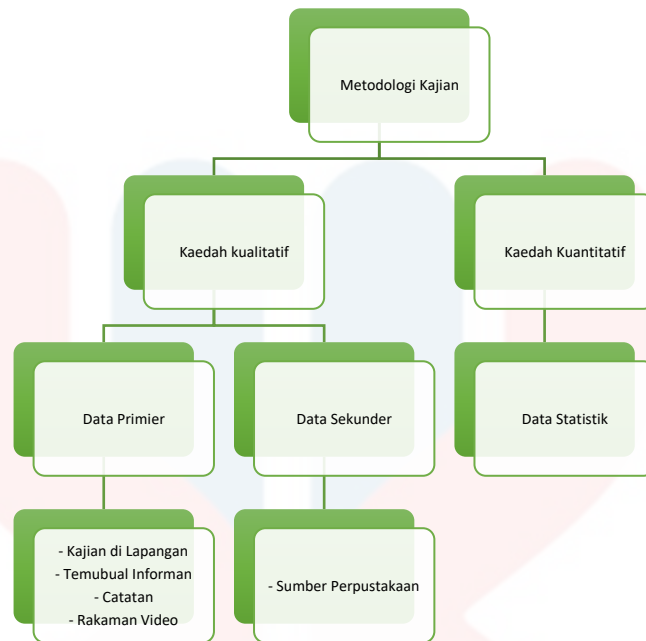 Metodologi Kajian
Kaedah kualitatif
Kaedah Kuantitatif
Data Primier
Data Sekunder
Data Statistik
- Kajian di Lapangan
- Temubual Informan
- Catatan
- Rakaman Video
- Sumber Perpustakaan